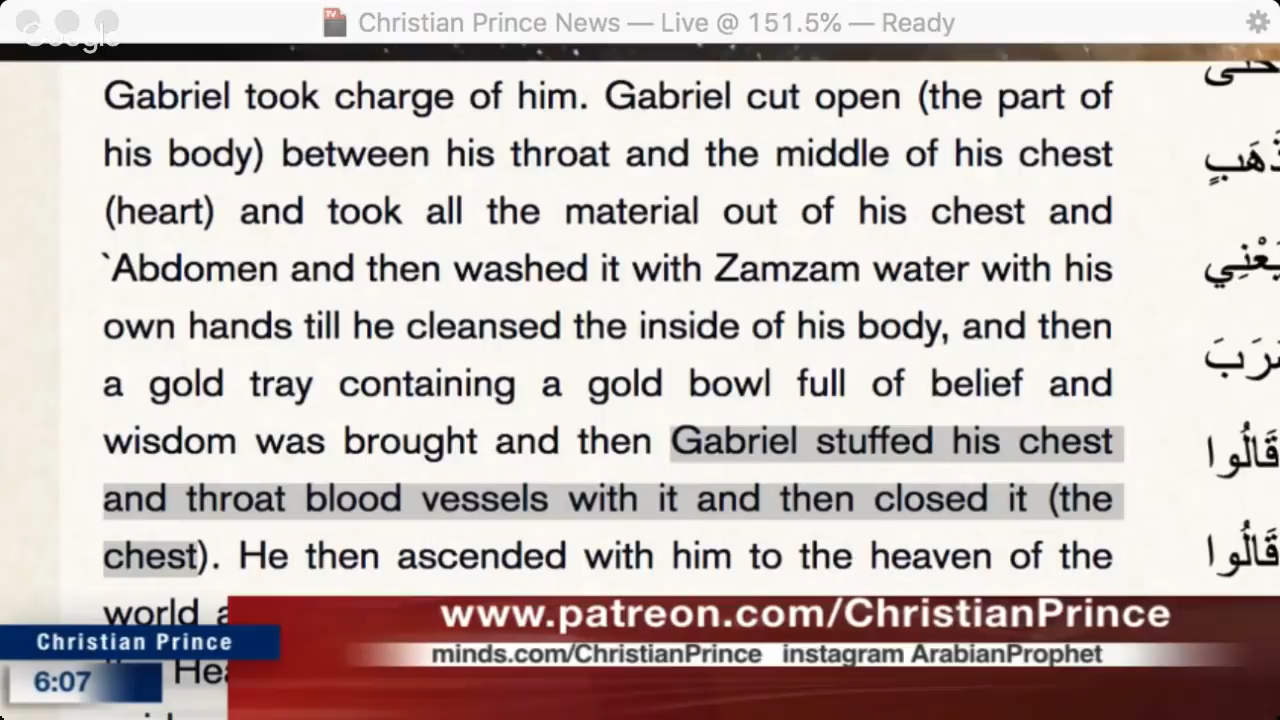 Christian Prince News — Live @ 151.5% — Ready
Google
Gabriel took charge of him. Gabriel cut open (the part of
his body) between his throat and the middle of his chest
(heart) and took all the material out of his chest and
`Abdomen and then washed it with Zamzam water with his
own hands till he cleansed the inside of his body, and then
a gold tray containing a gold bowl full of belief and
wisdom was brought and then Gabriel stuffed his chest
and throat blood vessels with it and then closed it (the
chest). He then ascended with him to the heaven of the
world
قَالُوا
قَالُوا
www.patreon.com/ChristianPrince
Christian Prince
minds.com/ChristianPrince instagram ArabianProphet
6:07